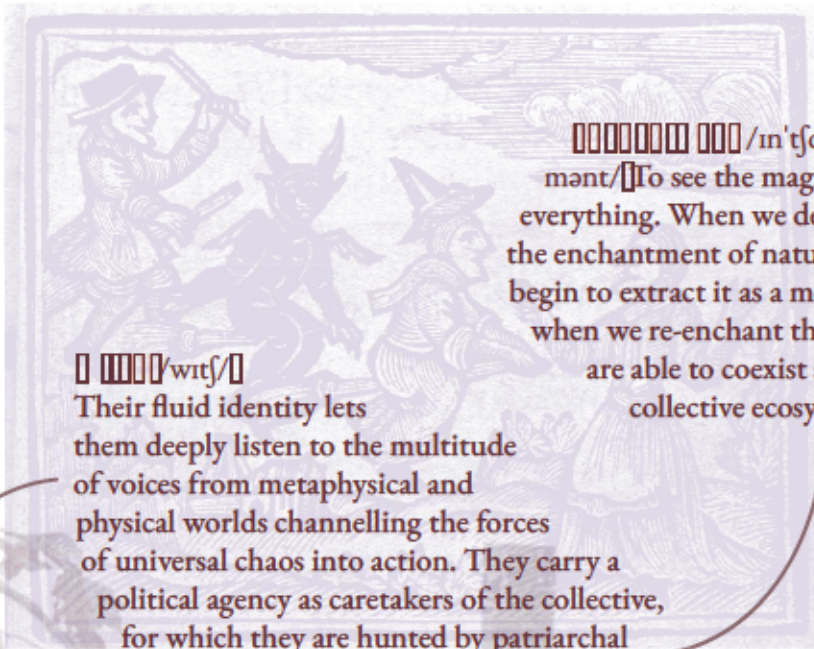 /ɪnˈtʃɑ
mənt/ To see the mag
everything. When we de
the enchantment of natu
begin to extract it as a m
when we re-enchant th
are able to coexist
collective ecosy
/wɪtʃ/
Their fluid identity lets
them deeply listen to the multitude
of voices from metaphysical and
physical worlds channelling the forces
of universal chaos into action. They carry a
political agency as caretakers of the collective,
for which they are hunted by patriarchal